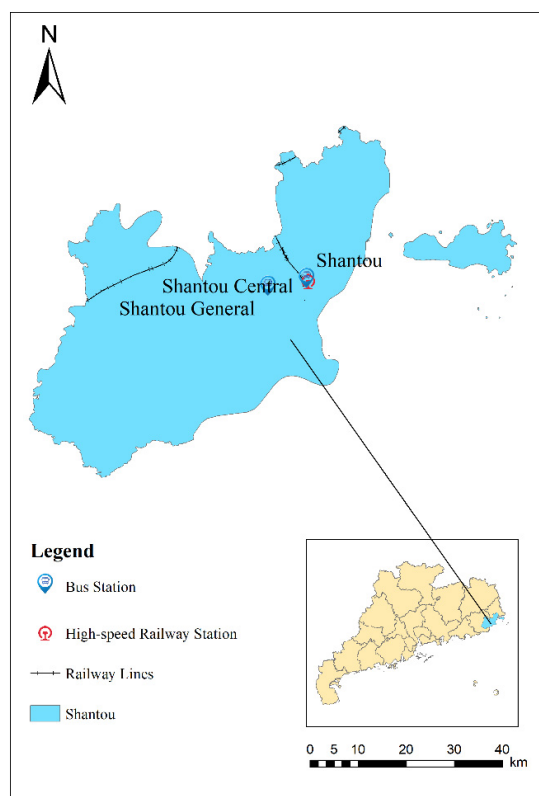 N
Shantou
Shantou Central
Shantou General
Legend
Bus Station
High-speed Railway Station
Railway Lines
Shantou
0 5 10 20 30 40
km